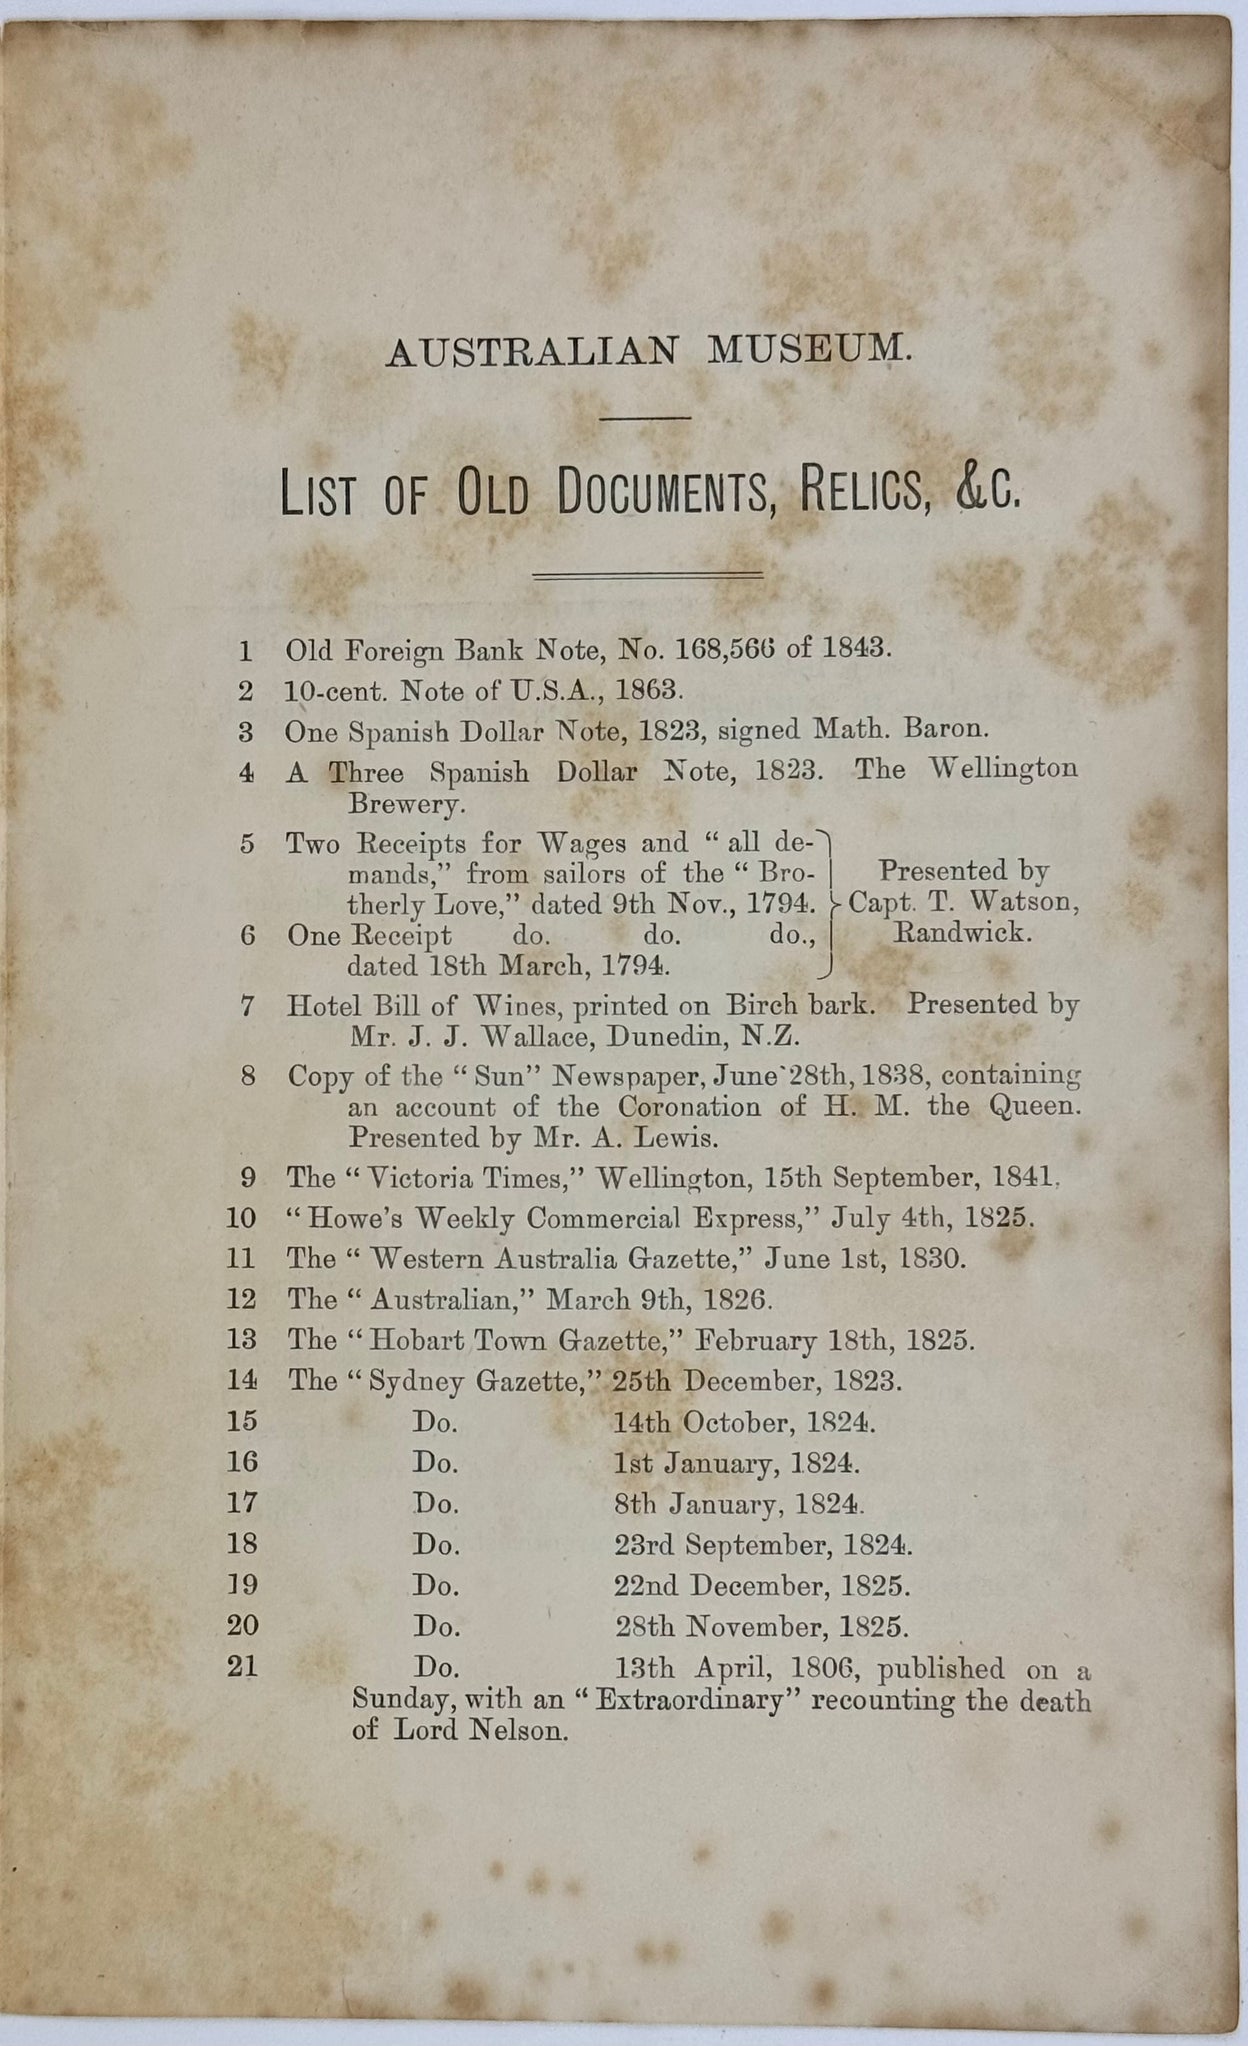 AUSTRALIAN MUSEUM.
LIST OF OLD DOCUMENTS, RELICS, &C.
1 Old Foreign Bank Note, No. 168,566 of 1843.
2 10-cent. Note of U.S.A., 1863.
3 One Spanish Dollar Note, 1823, signed Math. Baron.
4 A Three Spanish Dollar Note, 1823. The Wellington
Brewery.
5 Two Receipts for Wages and “ all de-
mands,” from sailors of the “ Bro-
therly Love,” dated 9th Nov., 1794.
6 One Receipt do. do. do.,
dated 18th March, 1794.
Presented by
Capt. T. Watson,
Randwick.
7 Hotel Bill of Wines, printed on Birch bark. Presented by
Mr. J. J. Wallace, Dunedin, N.Z.
8 Copy of the “ Sun” Newspaper, June 28th, 1838, containing
an account of the Coronation of H. M. the Queen.
Presented by Mr. A. Lewis.
9 The “ Victoria Times,” Wellington, 15th September, 1841.
10 “ Howe’s Weekly Commercial Express,” July 4th, 1825.
11 The “ Western Australia Gazette,” June 1st, 1830.
12 The “ Australian,” March 9th, 1826.
13 The “ Hobart Town Gazette,” February 18th, 1825.
14 The “ Sydney Gazette,” 25th December, 1823.
15 Do. 14th October, 1824.
16 Do. 1st January, 1824.
17 Do. 8th January, 1824.
18 Do. 23rd September, 1824.
19 Do. 22nd December, 1825.
20 Do. 28th November, 1825.
21 Do. 13th April, 1806, published on a
Sunday, with an “ Extraordinary” recounting the death
of Lord Nelson.